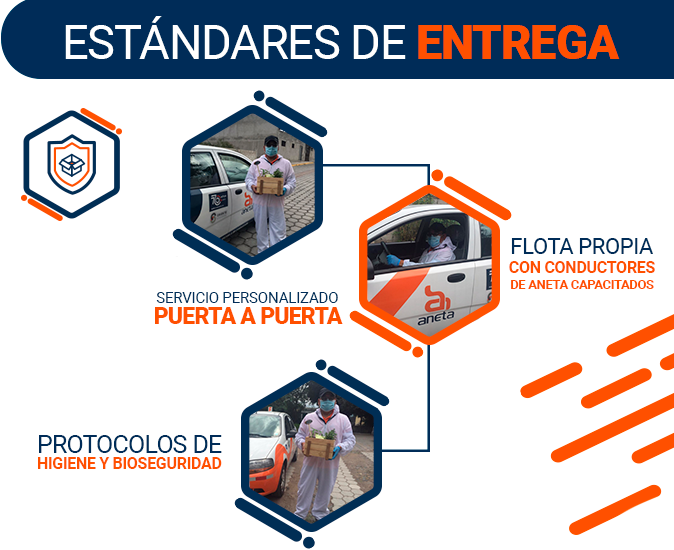 ESTÁNDARES DE ENTREGA
SERVICIO PERSONALIZADO
PUERTA A PUERTA
FLOTA PROPIA
CON CONDUCTORES
DE ANETA CAPACITADOS
aneta
aneta
PROTOCOLOS DE
HIGIENE Y BIOSEGURIDAD